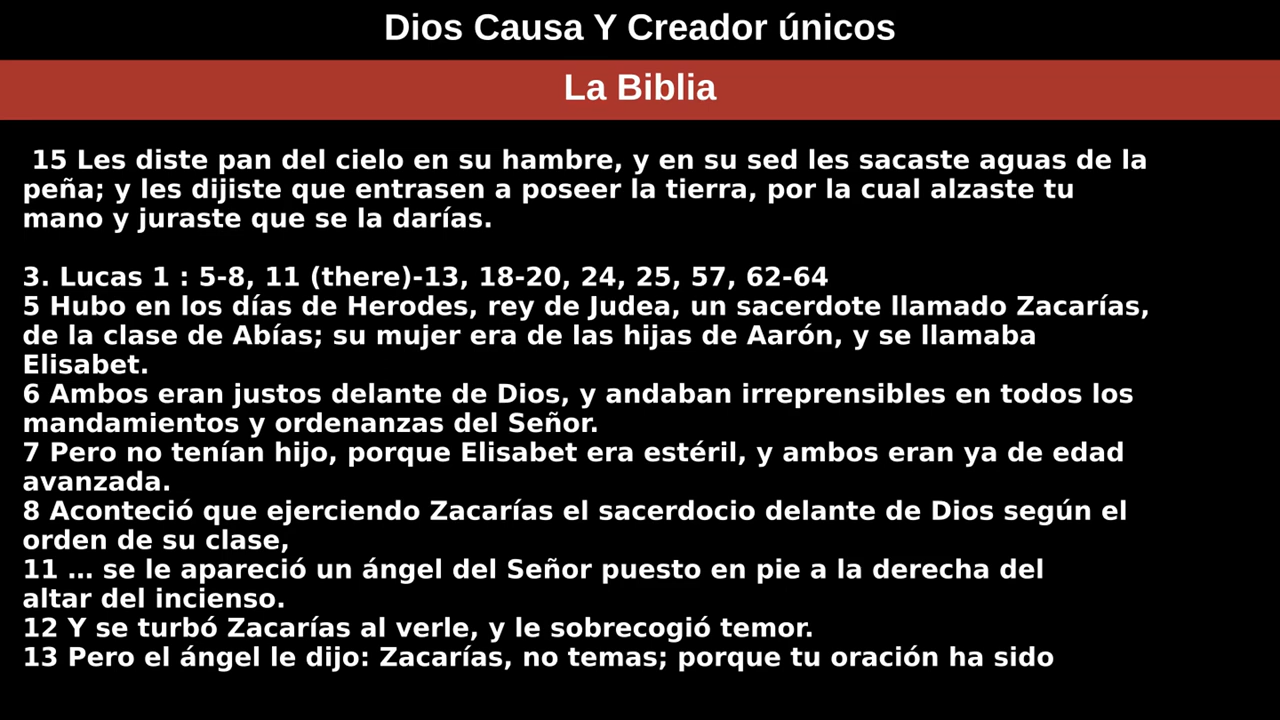 Dios Causa Y Creador únicos
La Biblia
15 Les diste pan del cielo en su hambre, y en su sed les sacaste aguas de la
peña; y les dijiste que entrasen a poseer la tierra, por la cual alzaste tu
mano y juraste que se la darías.
3. Lucas 1 : 5-8, 11 (there)-13, 18-20, 24, 25, 57, 62-64
5 Hubo en los días de Herodes, rey de Judea, un sacerdote llamado Zacarías,
de la clase de Abías; su mujer era de las hijas de Aarón, y se llamaba
Elisabet.
6 Ambos eran justos delante de Dios, y andaban irreprensibles en todos los
mandamientos y ordenanzas del Señor.
7 Pero no tenían hijo, porque Elisabet era estéril, y ambos eran ya de edad
avanzada.
8 Aconteció que ejerciendo Zacarías el sacerdocio delante de Dios según el
orden de su clase,
11 … se le apareció un ángel del Señor puesto en pie a la derecha del
altar del incienso.
12 Y se turbó Zacarías al verle, y le sobrecogió temor.
13 Pero el ángel le dijo: Zacarías, no temas; porque tu oración ha sido